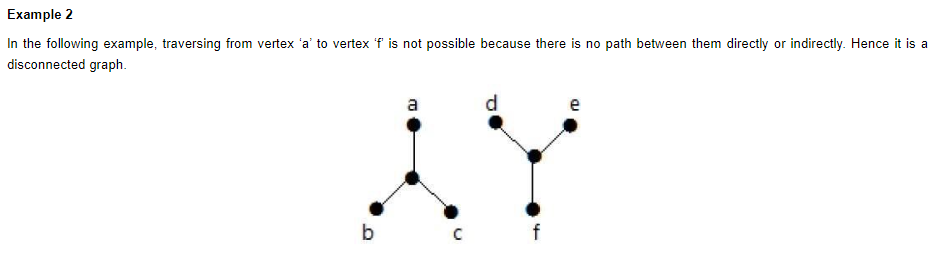 Example 2
In the following example, traversing from vertex 'a' to vertex 'f' is not possible because there is no path between them directly or indirectly. Hence it is a
disconnected graph.
a d e
b c f